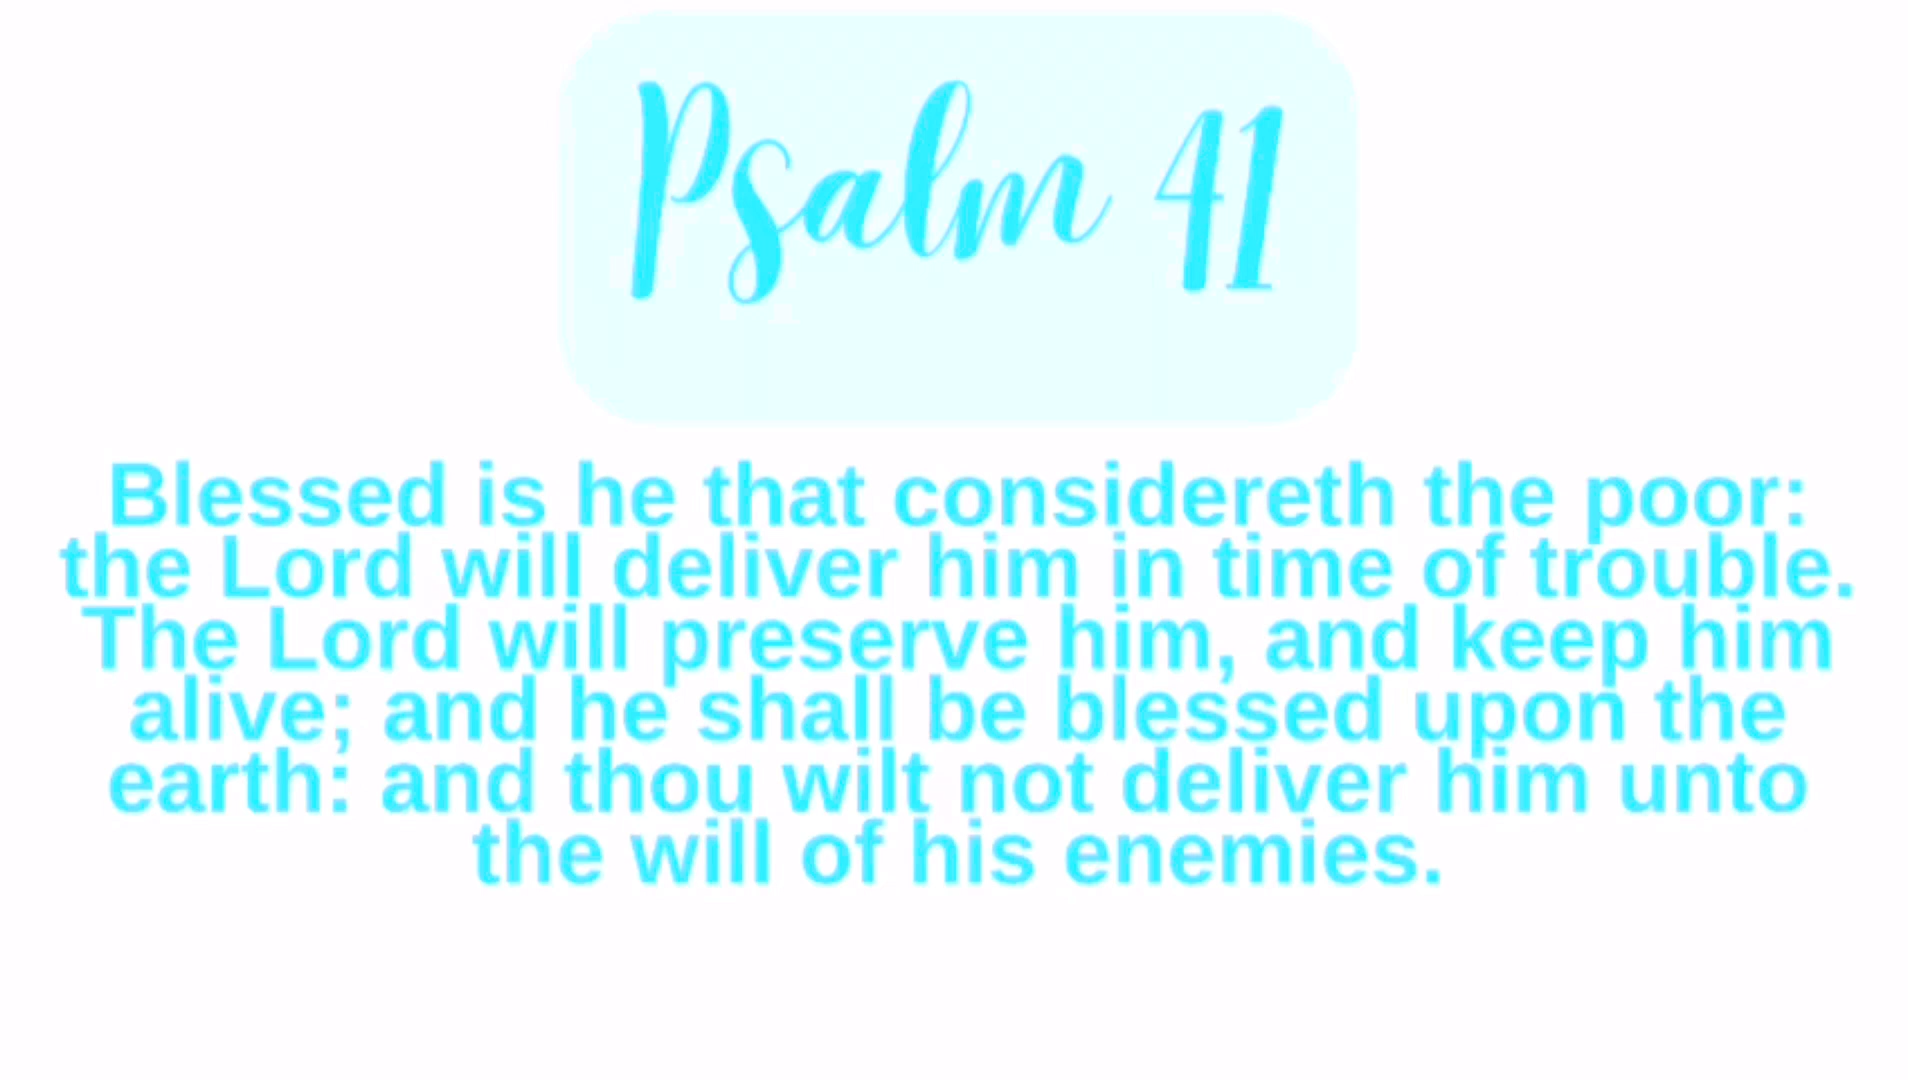 Psalm 41
Blessed is he that considereth the poor:
the Lord will deliver him in time of trouble.
The Lord will preserve him, and keep him
alive; and he shall be blessed upon the
earth: and thou wilt not deliver him unto
the will of his enemies.